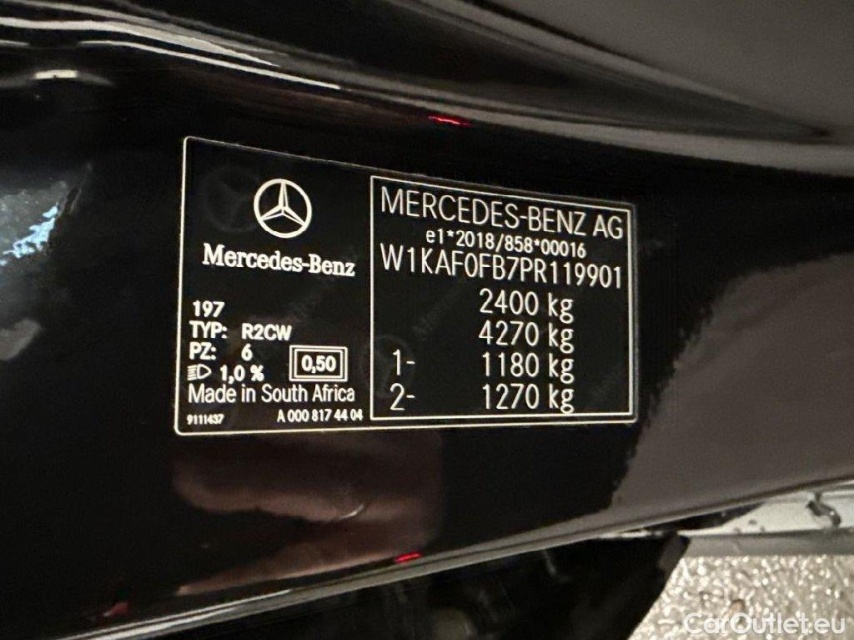 Mercedes-Benz
197
TYP: R2CW
PZ: 6
0,50
1,0 %
Made in South Africa
9111437 A 000 817 44 04
MERCEDES-BENZ AG
e1*2018/858*00016
W1KAF0FB7PR119901
2400 kg
4270 kg
1- 1180 kg
2- 1270 kg
CarOutlet.eu